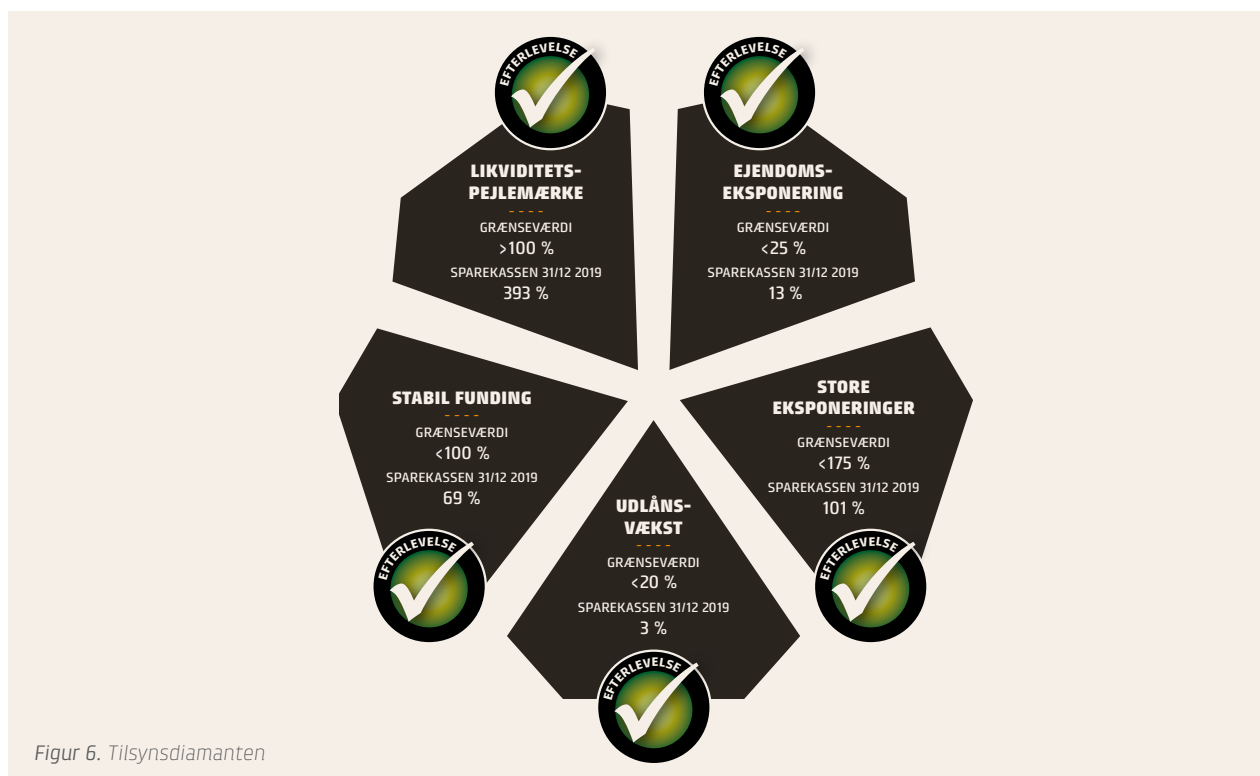 EFTERLEVELSE
LIKVIDITETS-
PEJLEMÆRKE
----
GRÆNSEVÆRDI
>100 %
SPAREKASSEN 31/12 2019
393 %
EFTERLEVELSE
EJENDOMS-
EKSPONERING
----
GRÆNSEVÆRDI
<25 %
SPAREKASSEN 31/12 2019
13 %
STABIL FUNDING
----
GRÆNSEVÆRDI
<100 %
SPAREKASSEN 31/12 2019
69 %
EFTERLEVELSE
STORE
EKSPONERINGER
----
GRÆNSEVÆRDI
<175 %
SPAREKASSEN 31/12 2019
101 %
EFTERLEVELSE
UDLÅNS-
VÆKST
----
GRÆNSEVÆRDI
<20 %
SPAREKASSEN 31/12 2019
3 %
EFTERLEVELSE
Figur 6. Tilsynsdiamanten